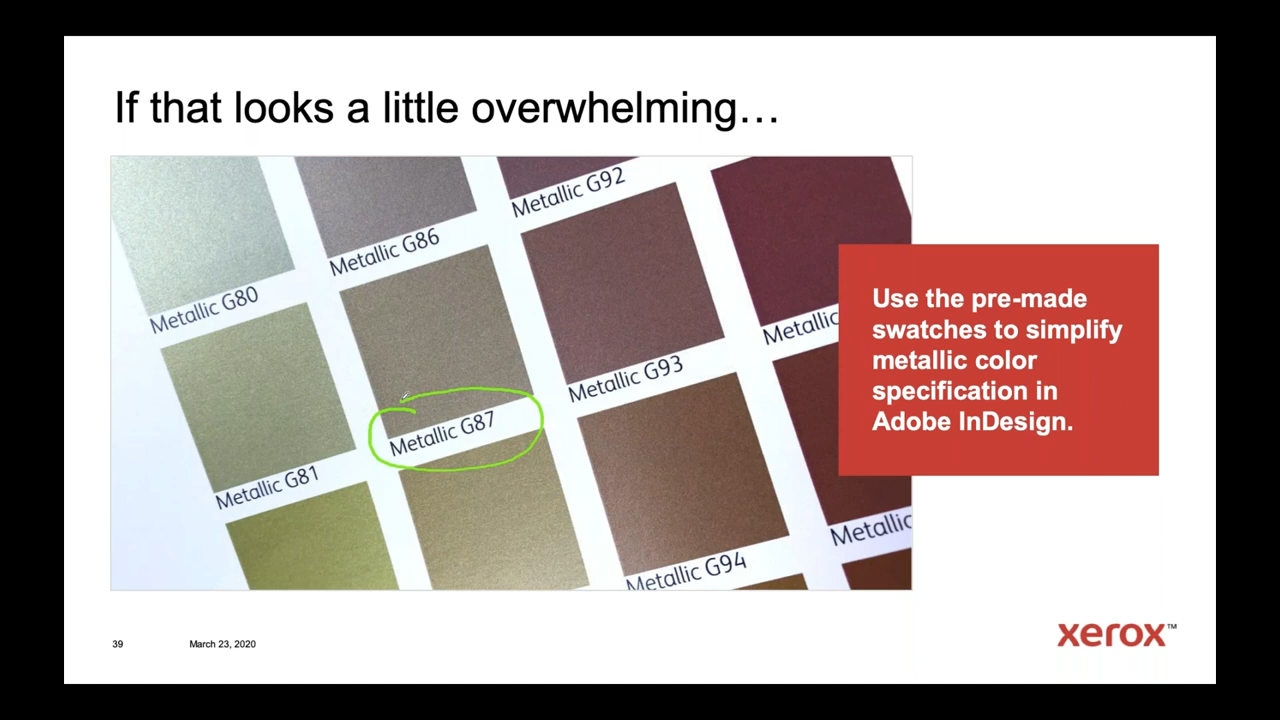 If that looks a little overwhelming…
Metallic G92
Metallic G86
Metallic G80
Metallic
Metallic G93
Metallic G87
Metallic G81
Metallic
Metallic G94
Use the pre-made
swatches to simplify
metallic color
specification in
Adobe InDesign.
39
March 23, 2020
xerox™